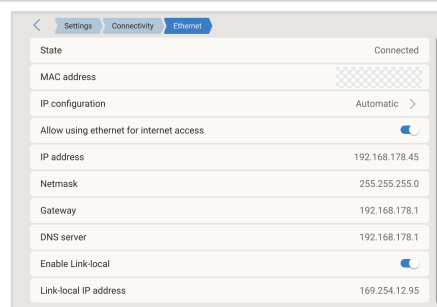 Settings Connectivity Ethernet
State Connected
MAC address
IP configuration Automatic
Allow using ethernet for internet access
IP address 192.168.178.45
Netmask 255.255.255.0
Gateway 192.168.178.1
DNS server 192.168.178.1
Enable Link-local
Link-local IP address 169.254.12.95